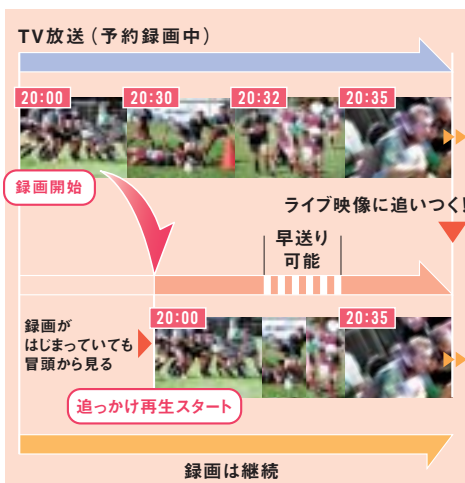 TV放送(予約録画中)
20:00
20:30
20:32
20:35
録画開始
ライブ映像に追いつく!
早送り
可能
20:00
20:35
録画が
はじまっていても
冒頭から見る
追っかけ再生スタート
録画は継続